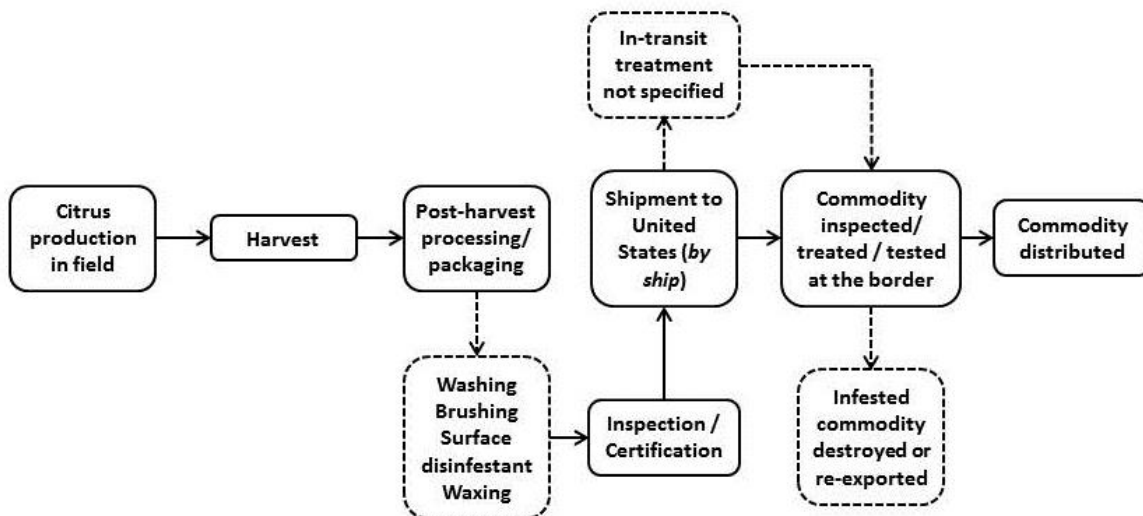 Citrus
production
in field
Harvest
Post-harvest
processing/
packaging
Washing
Brushing
Surface
disinfestant
Waxing
Inspection /
Certification
Shipment to
United
States (by
ship)
In-transit
treatment
not specified
Commodity
inspected/
treated / tested
at the border
Infested
commodity
destroyed or
re-exported
Commodity
distributed